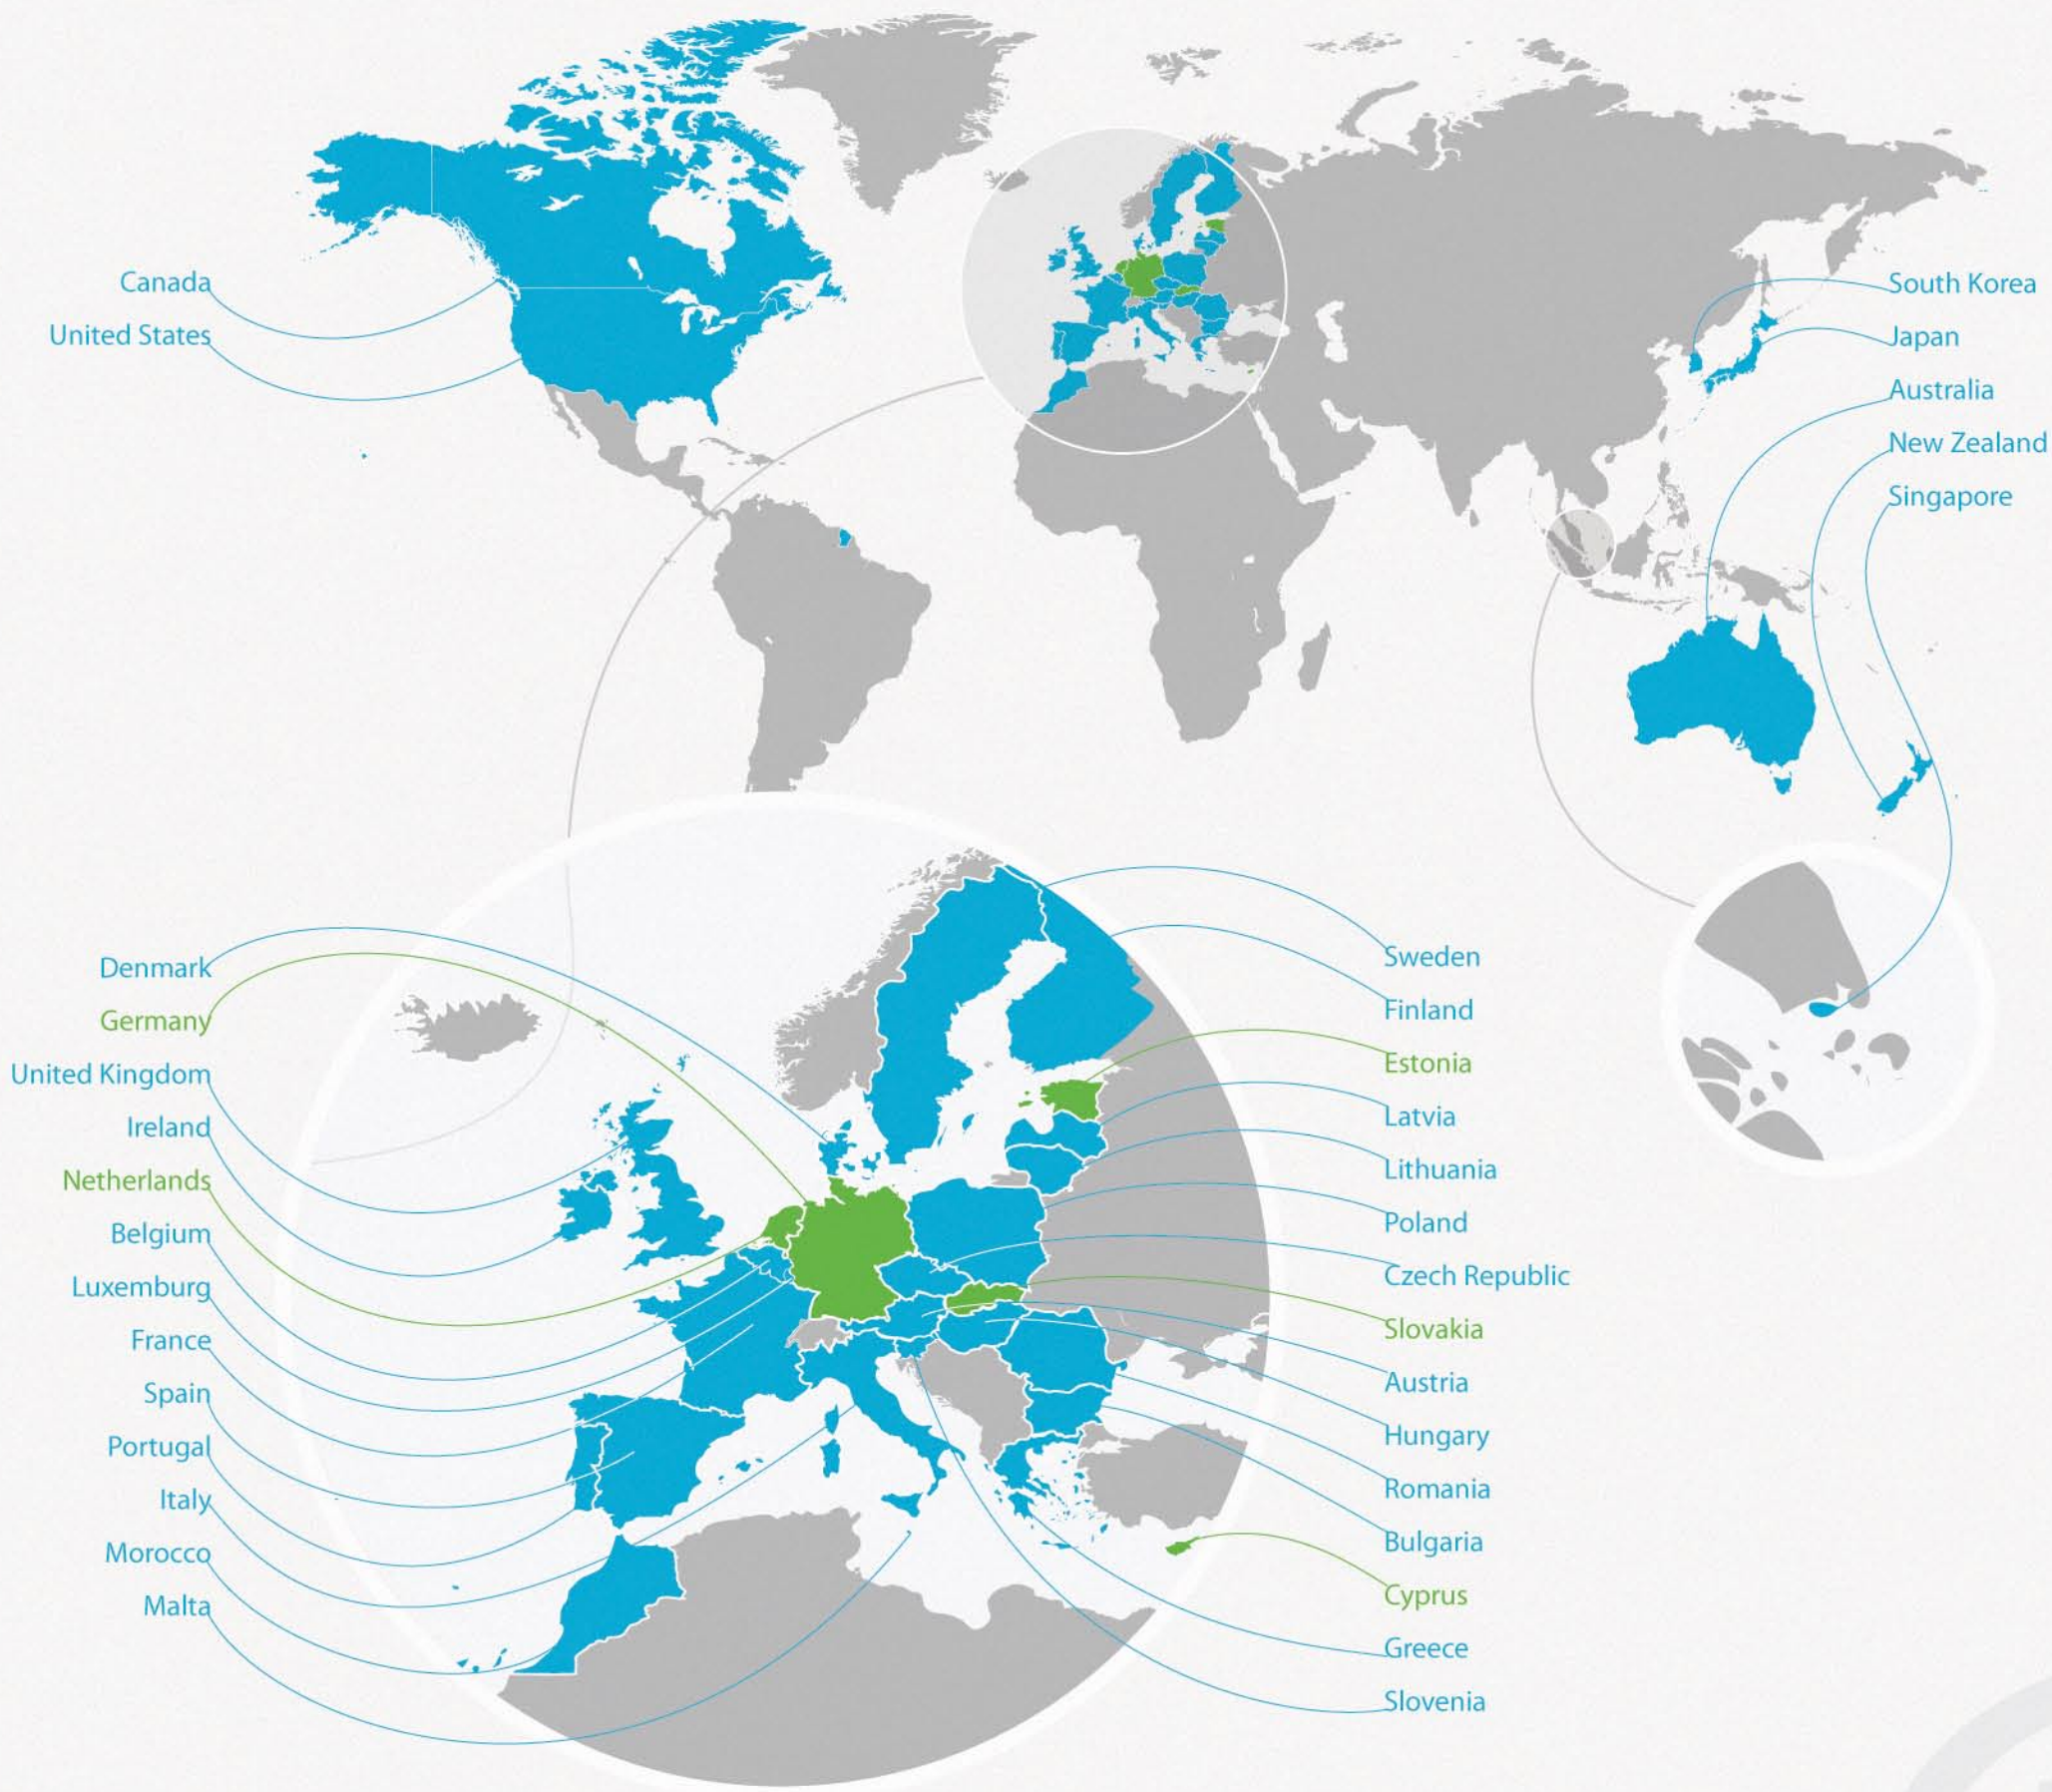 Canada
United States
South Korea
Japan
Australia
New Zealand
Singapore
Denmark
Germany
United Kingdom
Ireland
Netherlands
Belgium
Luxemburg
France
Spain
Portugal
Italy
Morocco
Malta
Sweden
Finland
Estonia
Latvia
Lithuania
Poland
Czech Republic
Slovakia
Austria
Hungary
Romania
Bulgaria
Cyprus
Greece
Slovenia